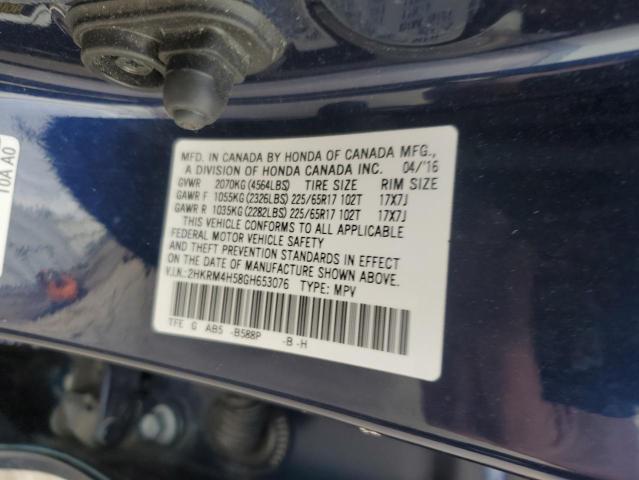 MFD. IN CANADA BY HONDA OF CANADA MFG.,
A DIVISION OF HONDA CANADA INC. 04/'16
GVWR 2070KG (4564LBS) TIRE SIZE RIM SIZE
GAWR F 1055KG (2326LBS) 225/65R17 102T 17X7J
GAWR R 1035KG (2282LBS) 225/65R17 102T 17X7J
THIS VEHICLE CONFORMS TO ALL APPLICABLE
FEDERAL MOTOR VEHICLE SAFETY
AND THEFT PREVENTION STANDARDS IN EFFECT
ON THE DATE OF MANUFACTURE SHOWN ABOVE.
V.I.N.:2HKRM4H58GH653076 TYPE: MPV
TFE G AB5 -B588P -B -H
10A A0